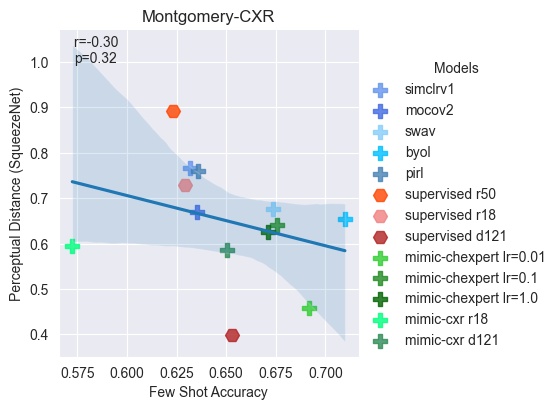 Montgomery-CXR
r=-0.30
p=0.32
1.0
0.9
0.8
0.7
0.6
0.5
0.4
Perceptual Distance (SqueezeNet)
0.575 0.600 0.625 0.650 0.675 0.700
Few Shot Accuracy
Models
simclrv1
mocov2
swav
byol
pirl
supervised r50
supervised r18
supervised d121
mimic-chexpert lr=0.01
mimic-chexpert lr=0.1
mimic-chexpert lr=1.0
mimic-cxr r18
mimic-cxr d121